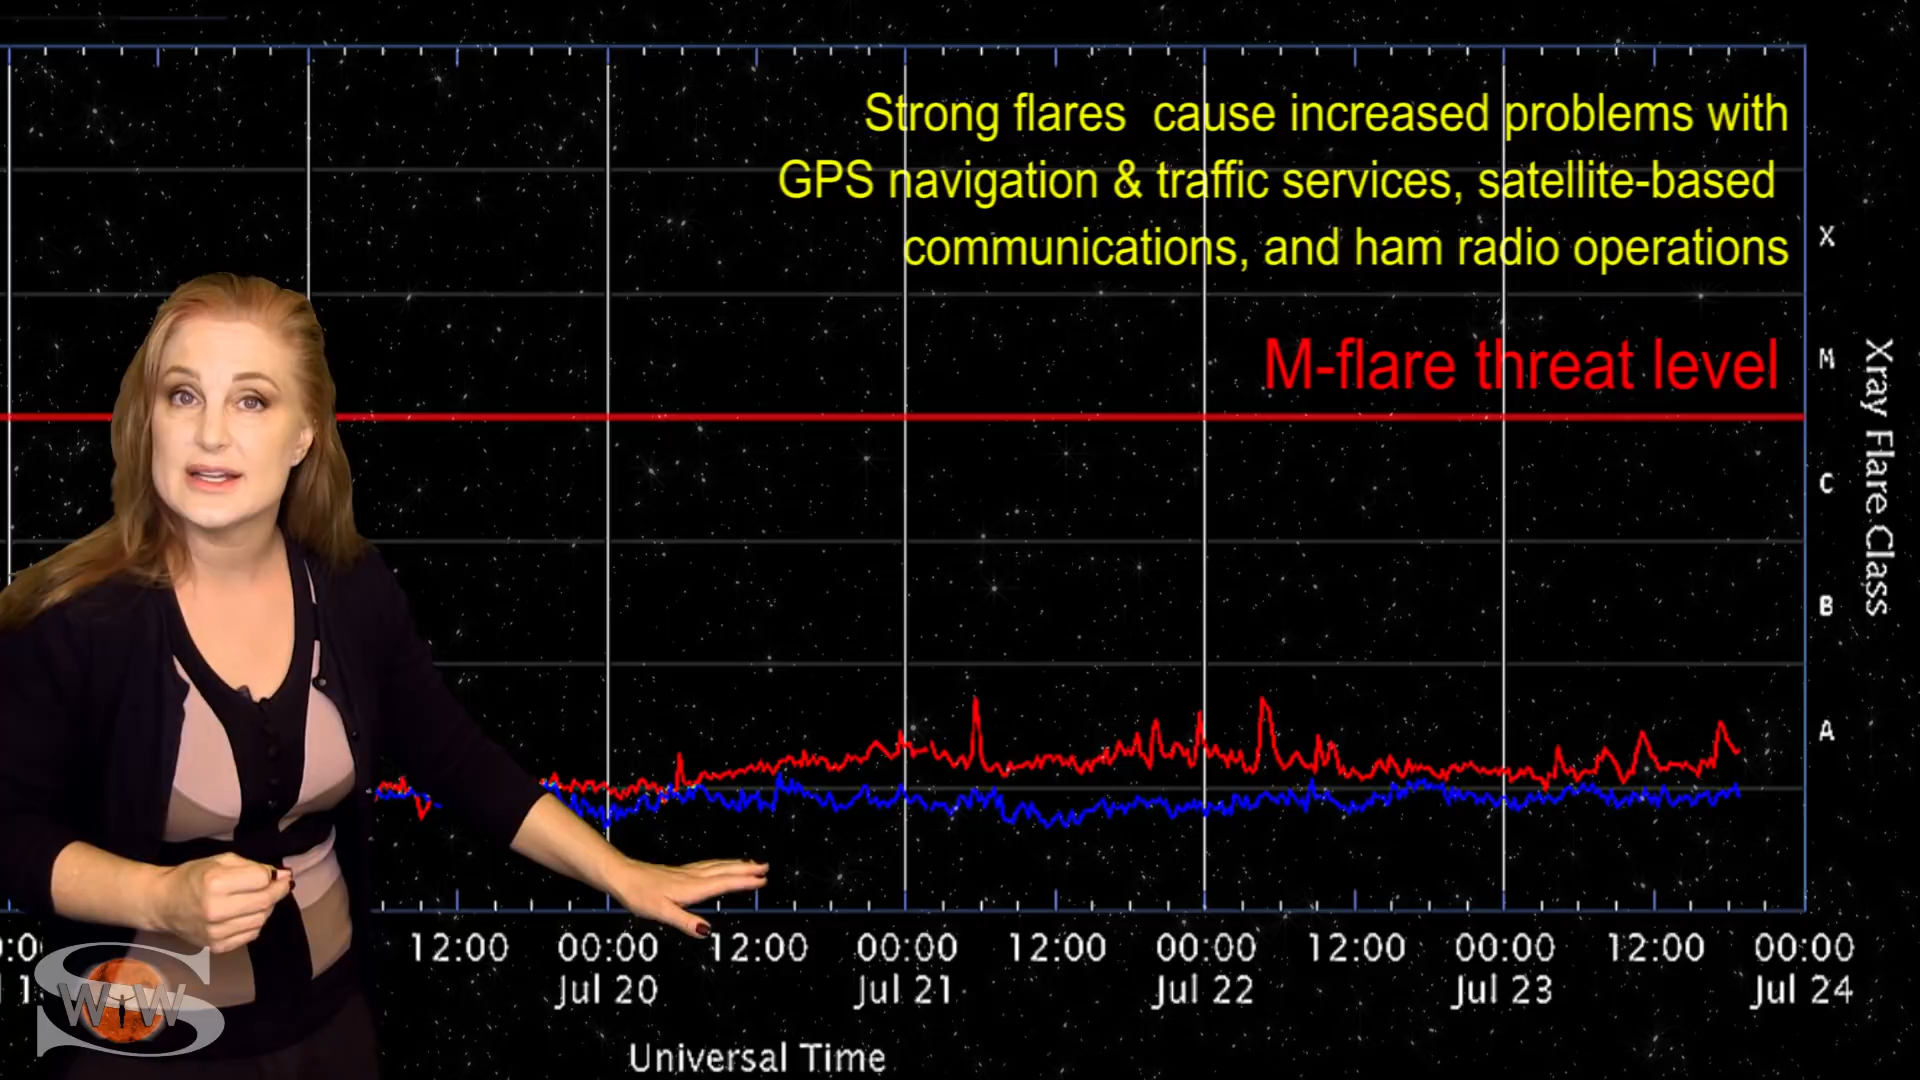 Strong flares cause increased problems with
GPS navigation & traffic services, satellite-based
communications, and ham radio operations
X
M-flare threat level
M
C
B
A
Xray Flare Class
12:00 00:00 12:00 00:00 12:00 00:00 12:00 00:00 12:00 00:00
Jul 20 Jul 21 Jul 22 Jul 23 Jul 24
Universal Time
SWTW